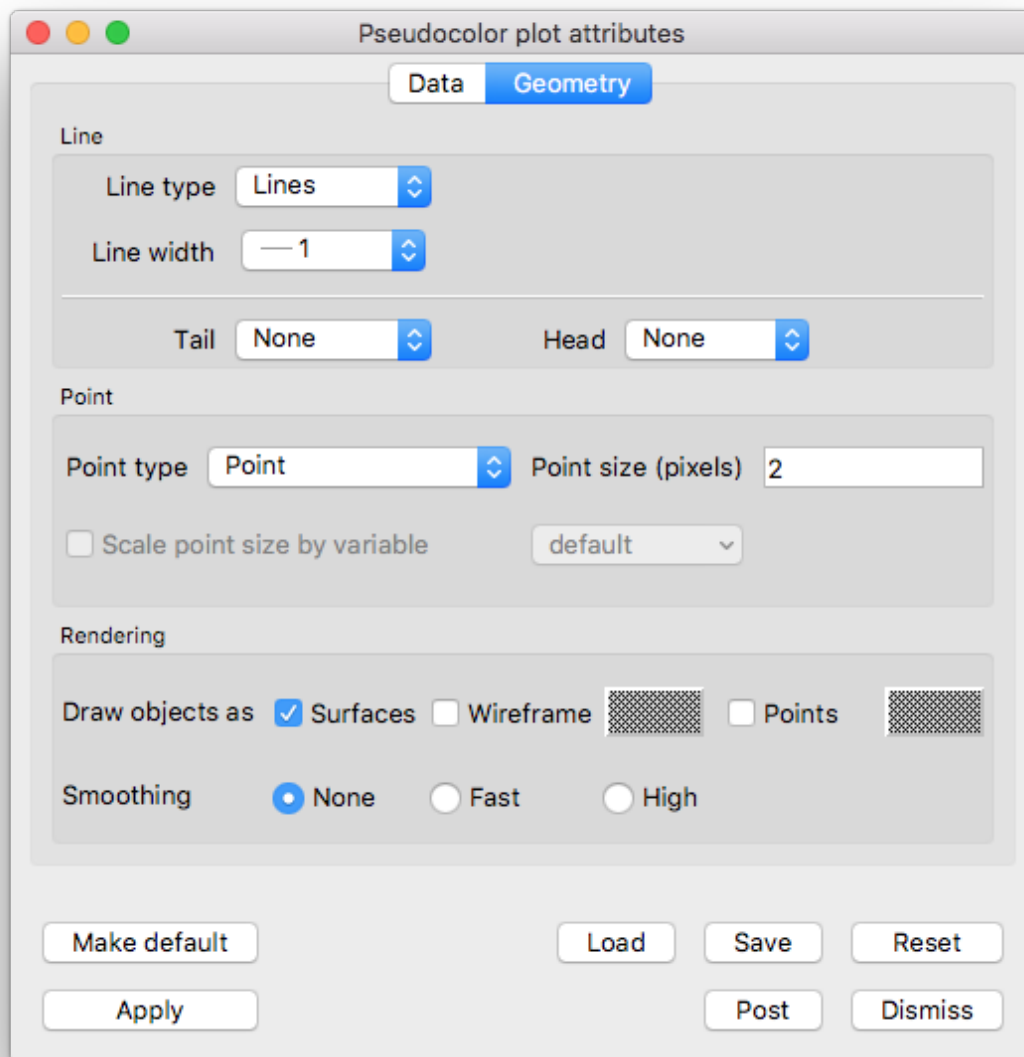 Pseudocolor plot attributes
Data Geometry
Line
Line type Lines
Line width 1
Tail None Head None
Point
Point type Point Point size (pixels) 2
Scale point size by variable default
Rendering
Draw objects as Surfaces Wireframe Points
Smoothing None Fast High
Make default Load Save Reset
Apply Post Dismiss